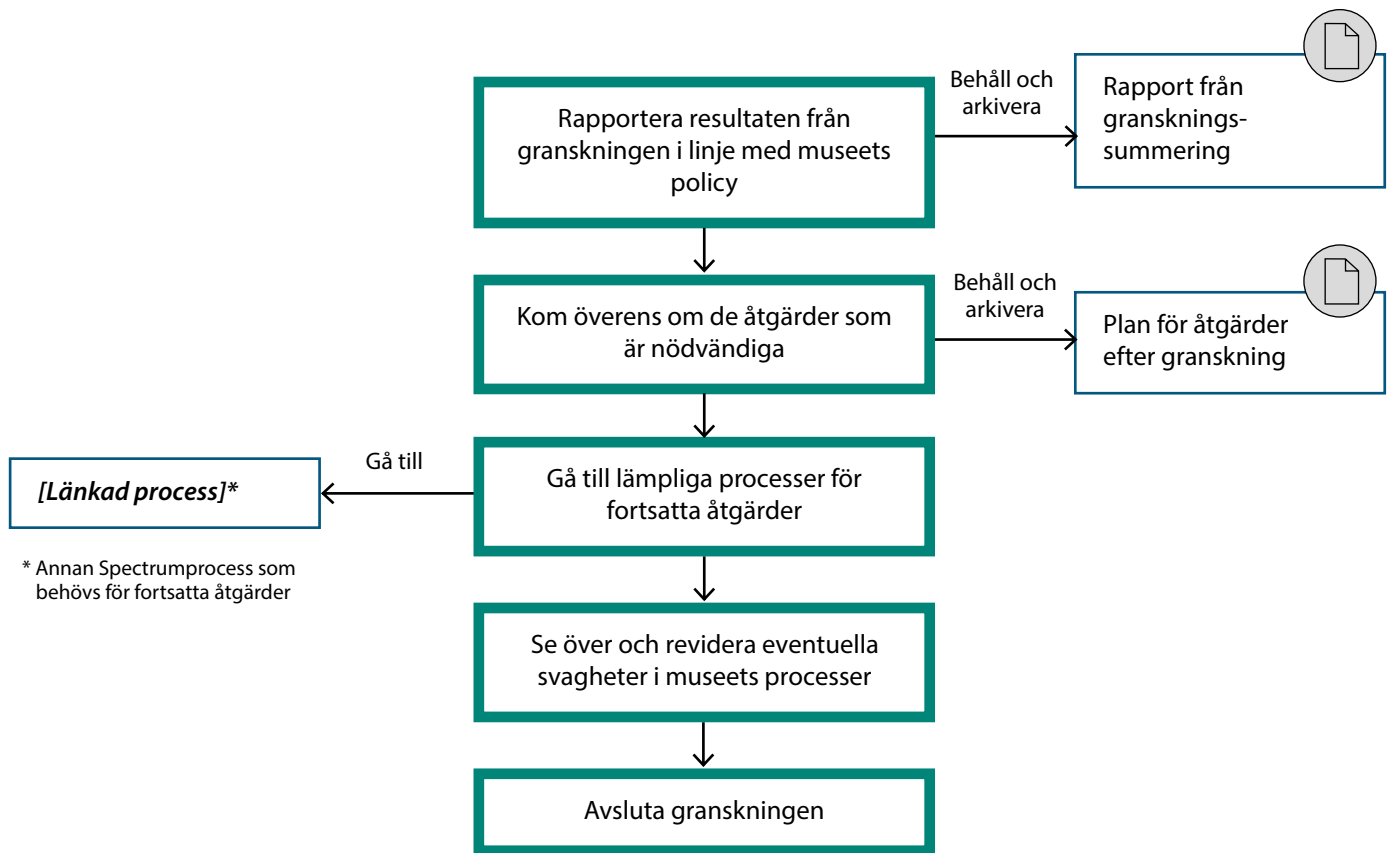 Rapportera resultaten från
granskningen i linje med museets
policy
Behåll och
arkivera
Rapport från
gransknings-
summering
Kom överens om de åtgärder som
är nödvändiga
Behåll och
arkivera
Plan för åtgärder
efter granskning
Gå till lämpliga processer för
fortsatta åtgärder
Gå till
[Länkad process]*
* Annan Spectrumprocess som
behövs för fortsatta åtgärder
Se över och revidera eventuella
svagheter i museets processer
Avsluta granskningen